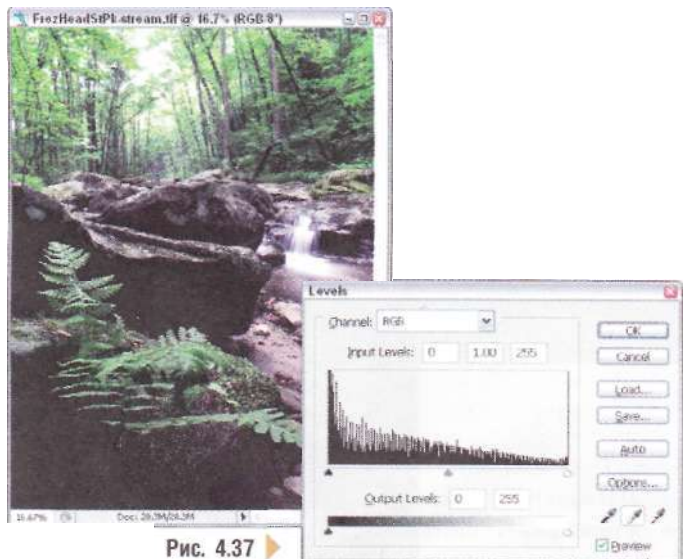 FrozHeadStPk-stream.tif @ 16.7% (RGB/8*)
Levels
Channel: RGB
OK
Input Levels: 0 1.00 255
Cancel
Load...
Save...
Auto
Options...
Output Levels: 0 255
Preview
16.67%
Doc: 28.3M/28.3M
Рис. 4.37